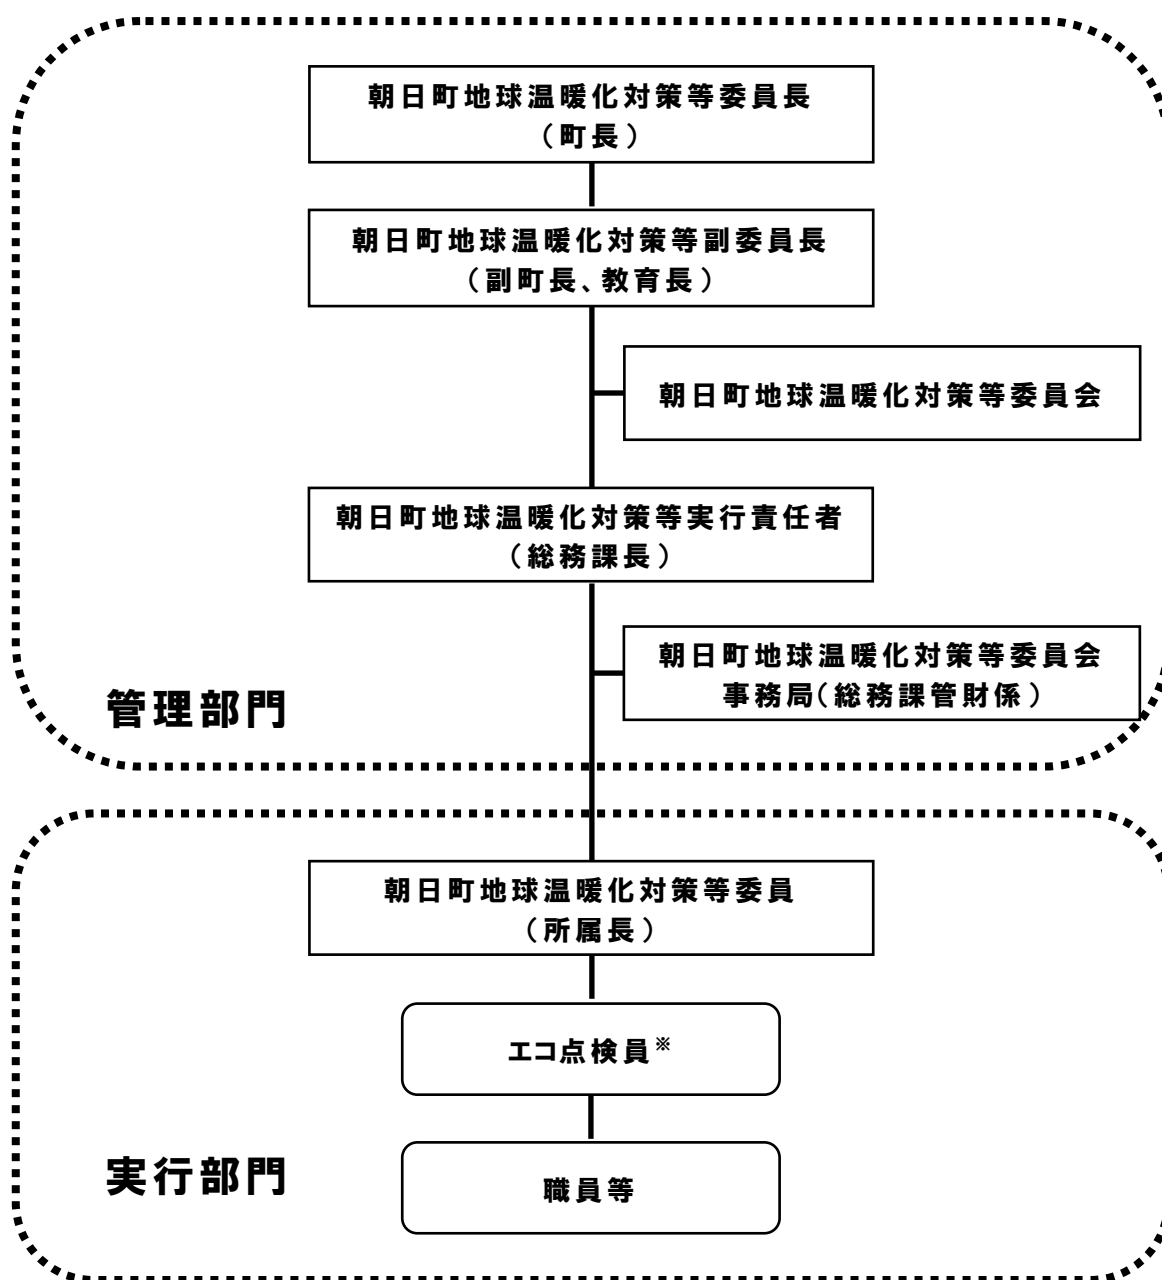 朝日町地球温暖化対策等委員長
（町長）
朝日町地球温暖化対策等副委員長
（副町長、教育長）
朝日町地球温暖化対策等委員会
朝日町地球温暖化対策等実行責任者
（総務課長）
朝日町地球温暖化対策等委員会
事務局（総務課管財係）
管理部門
朝日町地球温暖化対策等委員
（所属長）
エコ点検員※
実行部門
職員等